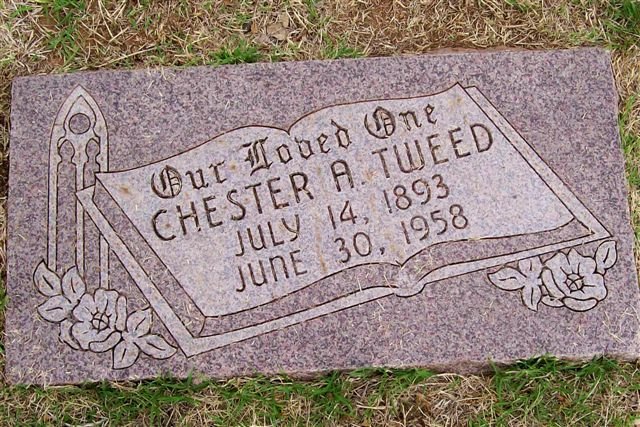 Our Loved One
CHESTER A. TWEED
JULY 14, 1893
JUNE 30, 1958